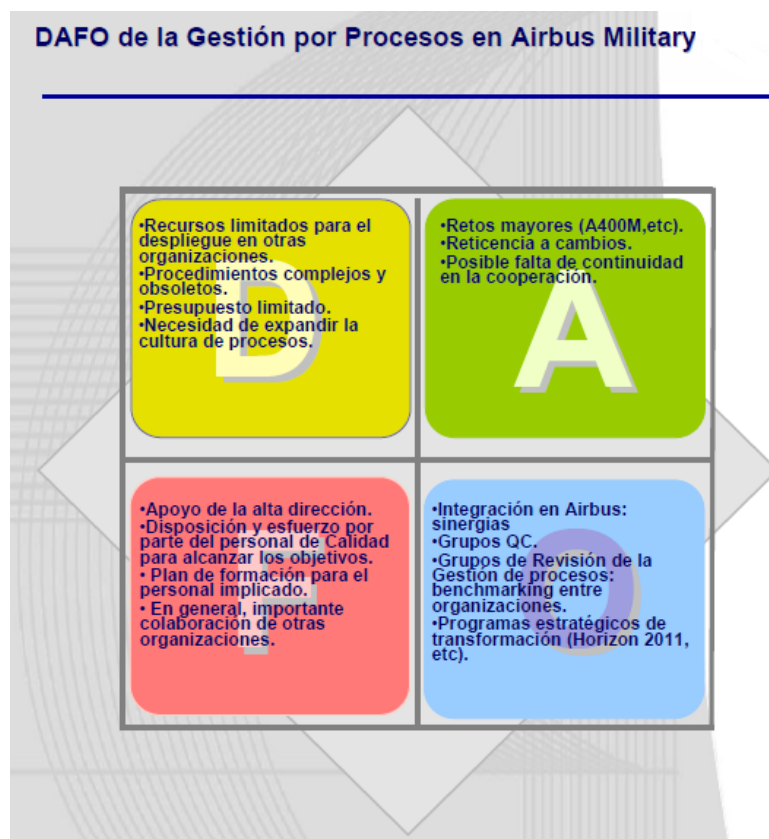 DAFO de la Gestión por Procesos en Airbus Military
•Recursos limitados para el
despliegue en otras
organizaciones.
•Procedimientos complejos y
obsoletos.
•Presupuesto limitado.
•Necesidad de expandir la
cultura de procesos.
D
•Retos mayores (A400M,etc).
•Reticencia a cambios.
•Posible falta de continuidad
en la cooperación.
A
•Apoyo de la alta dirección.
•Disposición y esfuerzo por
parte del personal de Calidad
para alcanzar los objetivos.
• Plan de formación para el
personal implicado.
• En general, importante
colaboración de otras
organizaciones.
F
•Integración en Airbus:
sinergias
•Grupos QC.
•Grupos de Revisión de la
Gestión de procesos:
benchmarking entre
organizaciones.
•Programas estratégicos de
transformación (Horizon 2011,
etc).
O